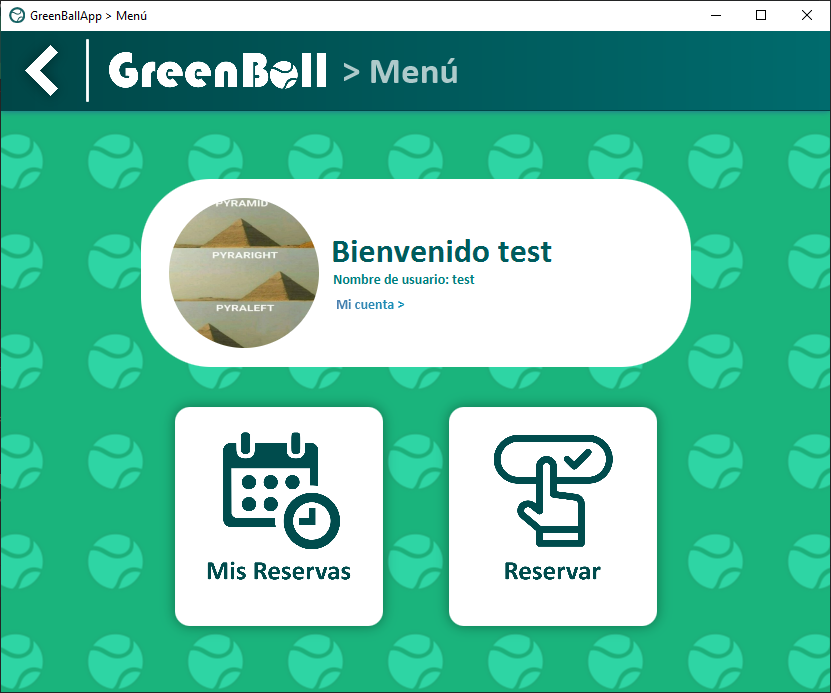 GreenBallApp > Menú
GreenBall > Menú
PYRAMID
PYRARIGHT
PYRALEFT
Bienvenido test
Nombre de usuario: test
Mi cuenta >
Mis Reservas
Reservar